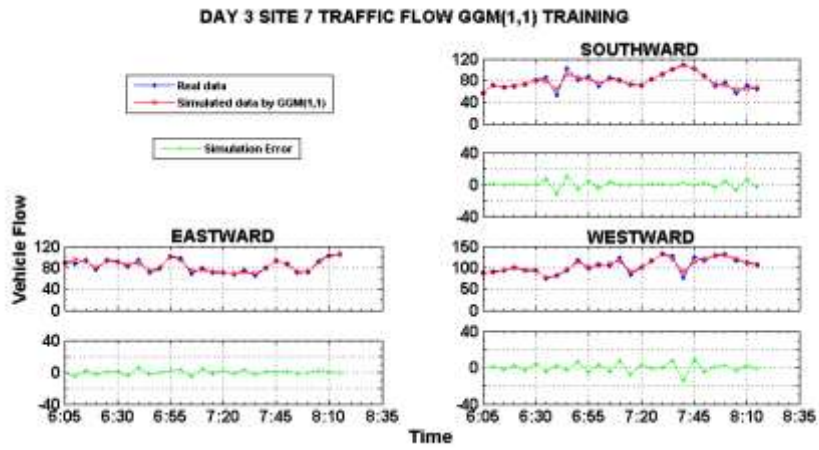 DAY 3 SITE 7 TRAFFIC FLOW GGM(1,1) TRAINING
Real data
Simulated data by GGM(1,1)
Simulation Error
SOUTHWARD
120
80
40
0
40
0
-40
Vehicle Flow
EASTWARD
120
80
40
0
40
0
-40
6:05 6:30 6:55 7:20 7:45 8:10 8:35
WESTWARD
150
100
50
0
40
0
-40
6:05 6:30 6:55 7:20 7:45 8:10 8:35
Time